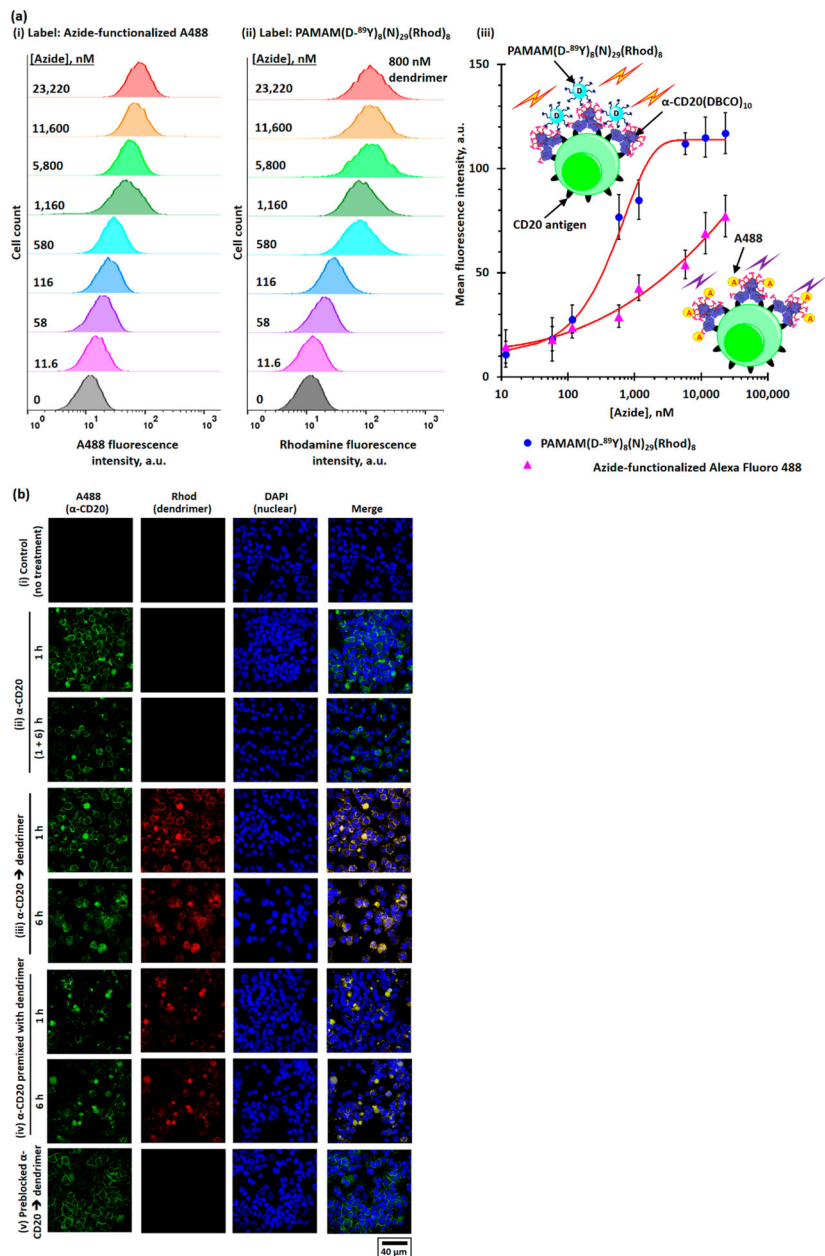 (a)
(i) Label: Azide-functionalized A488
[Azide], nM
23,220
11,600
5,800
1,160
580
116
58
11.6
0
Cell count
10⁰ 10¹ 10² 10³
A488 fluorescence
intensity, a.u.
(ii) Label: PAMAM(D-⁸⁹Y)₈(N)₂₉(Rhod)₈
[Azide], nM
800 nM
dendrimer
23,220
11,600
5,800
1,160
580
116
58
11.6
0
Cell count
10⁰ 10¹ 10² 10³
Rhodamine fluorescence
intensity, a.u.
(iii)
PAMAM(D-⁸⁹Y)₈(N)₂₉(Rhod)₈
D
D
D
α-CD20(DBCO)₁₀
CD20 antigen
A488
A
A
A
A
A
A
A
Mean fluorescence intensity, a.u.
150
100
50
0
10 100 1,000 10,000 100,000
[Azide], nM
PAMAM(D-⁸⁹Y)₈(N)₂₉(Rhod)₈
Azide-functionalized Alexa Fluoro 488
(b)
A488
(α-CD20)
Rhod
(dendrimer)
DAPI
(nuclear)
Merge
(i) Control
(no treatment)
(ii) α-CD20
1 h
(1 + 6) h
(iii) α-CD20 ➔ dendrimer
1 h
6 h
(iv) α-CD20 premixed with dendrimer
1 h
6 h
(v) Preblocked α-
CD20 ➔ dendrimer
40 μm